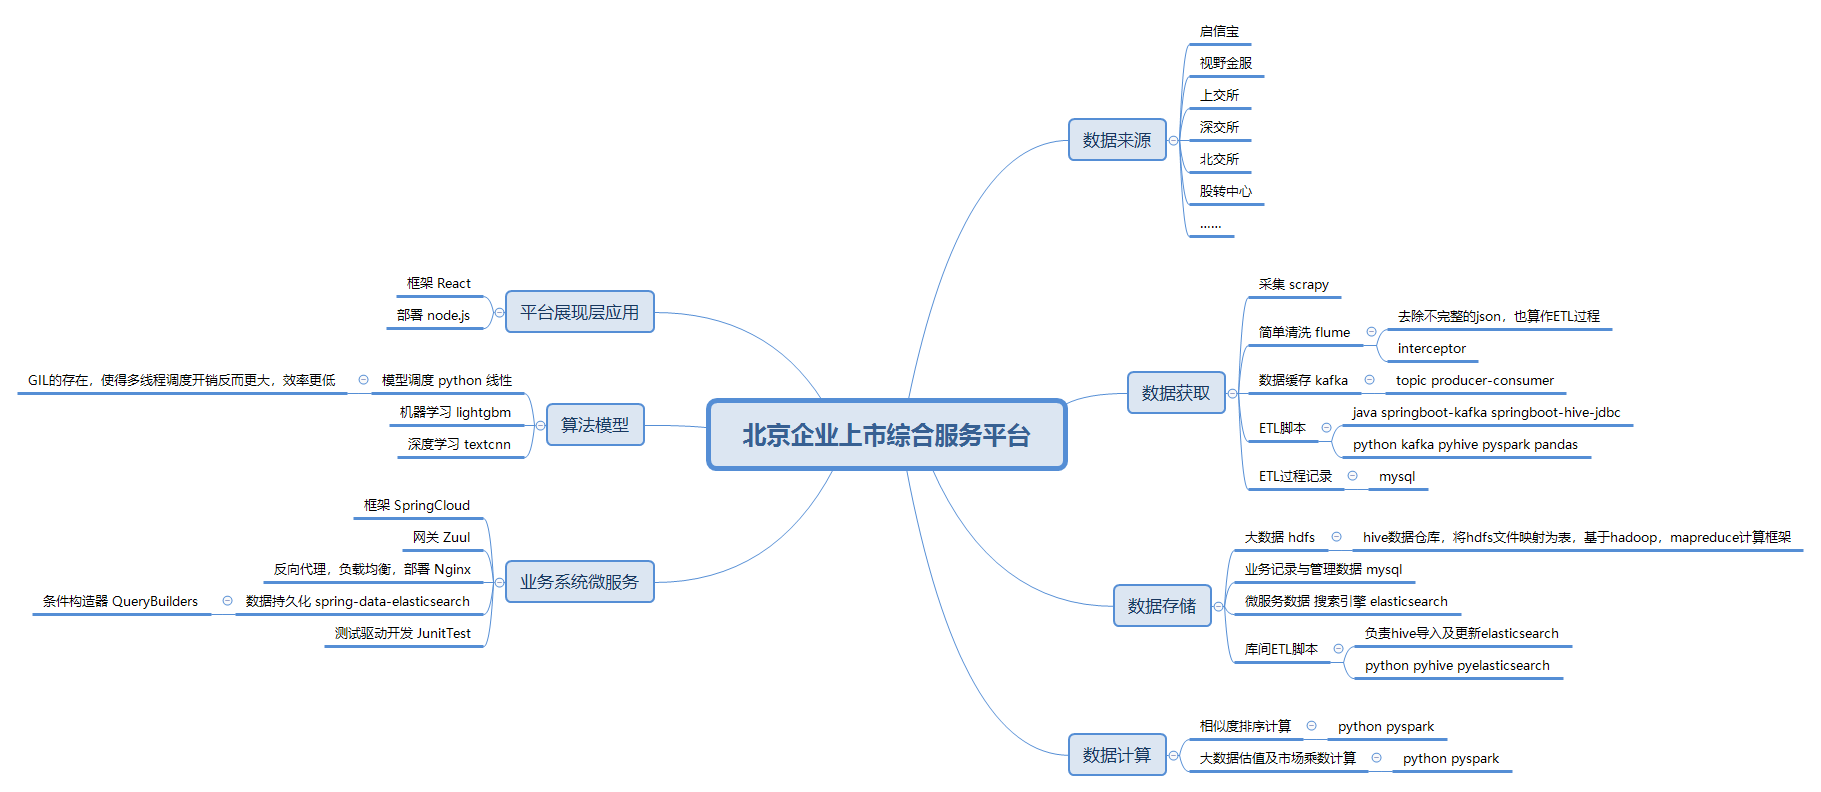 北京企业上市综合服务平台
数据来源
启信宝
视野金服
上交所
深交所
北交所
股转中心
......
数据获取
采集 scrapy
简单清洗 flume
去除不完整的json，也算作ETL过程
interceptor
数据缓存 kafka
topic producer-consumer
ETL脚本
java springboot-kafka springboot-hive-jdbc
python kafka pyhive pyspark pandas
ETL过程记录
mysql
数据存储
大数据 hdfs
hive数据仓库，将hdfs文件映射为表，基于hadoop，mapreduce计算框架
业务记录与管理数据 mysql
微服务数据 搜索引擎 elasticsearch
库间ETL脚本
负责hive导入及更新elasticsearch
python pyhive pyelasticsearch
数据计算
相似度排序计算
python pyspark
大数据估值及市场乘数计算
python pyspark
平台展现层应用
框架 React
部署 node.js
算法模型
模型调度 python 线性
GIL的存在，使得多线程调度开销反而更大，效率更低
机器学习 lightgbm
深度学习 textcnn
业务系统微服务
框架 SpringCloud
网关 Zuul
反向代理，负载均衡，部署 Nginx
数据持久化 spring-data-elasticsearch
条件构造器 QueryBuilders
测试驱动开发 JunitTest